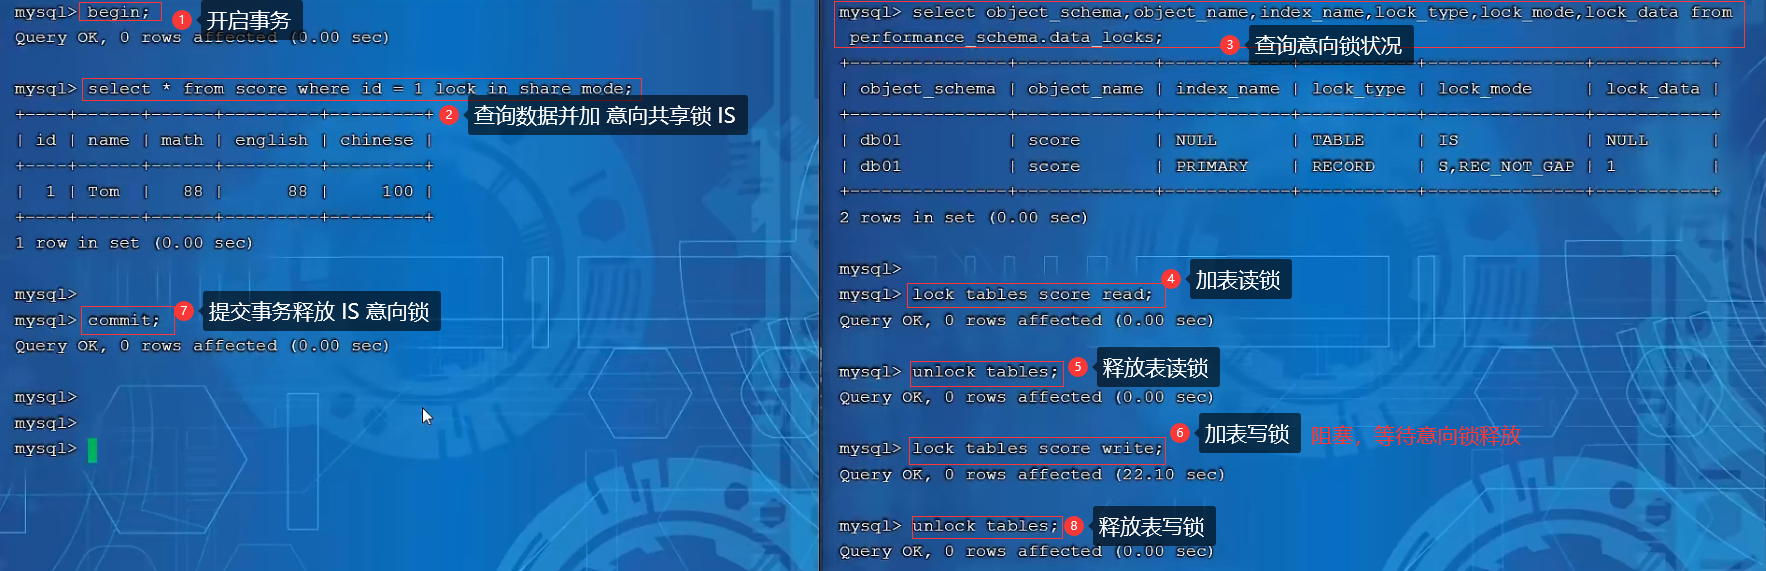 mysql> begin;
1 开启事务
Query OK, 0 rows affected (0.00 sec)
mysql> select * from score where id = 1 lock in share mode;
2 查询数据并加 意向共享锁 IS
+----+------+------+---------+---------+
| id | name | math | english | chinese |
+----+------+------+---------+---------+
|  1 | Tom  |   88 |      88 |     100 |
+----+------+------+---------+---------+
1 row in set (0.00 sec)
mysql>
mysql> commit;
7 提交事务释放 IS 意向锁
Query OK, 0 rows affected (0.00 sec)
mysql>
mysql>
mysql>
mysql> select object_schema,object_name,index_name,lock_type,lock_mode,lock_data from
performance_schema.data_locks;
3 查询意向锁状况
+---------------+-------------+------------+-----------+---------------+-----------+
| object_schema | object_name | index_name | lock_type | lock_mode     | lock_data |
+---------------+-------------+------------+-----------+---------------+-----------+
| db01          | score       | NULL       | TABLE     | IS            | NULL      |
| db01          | score       | PRIMARY    | RECORD    | S,REC_NOT_GAP | 1         |
+---------------+-------------+------------+-----------+---------------+-----------+
2 rows in set (0.00 sec)
mysql>
mysql> lock tables score read;
4 加表读锁
Query OK, 0 rows affected (0.00 sec)
mysql> unlock tables;
5 释放表读锁
Query OK, 0 rows affected (0.00 sec)
mysql> lock tables score write;
6 加表写锁 阻塞，等待意向锁释放
Query OK, 0 rows affected (22.10 sec)
mysql> unlock tables;
8 释放表写锁
Query OK, 0 rows affected (0.00 sec)